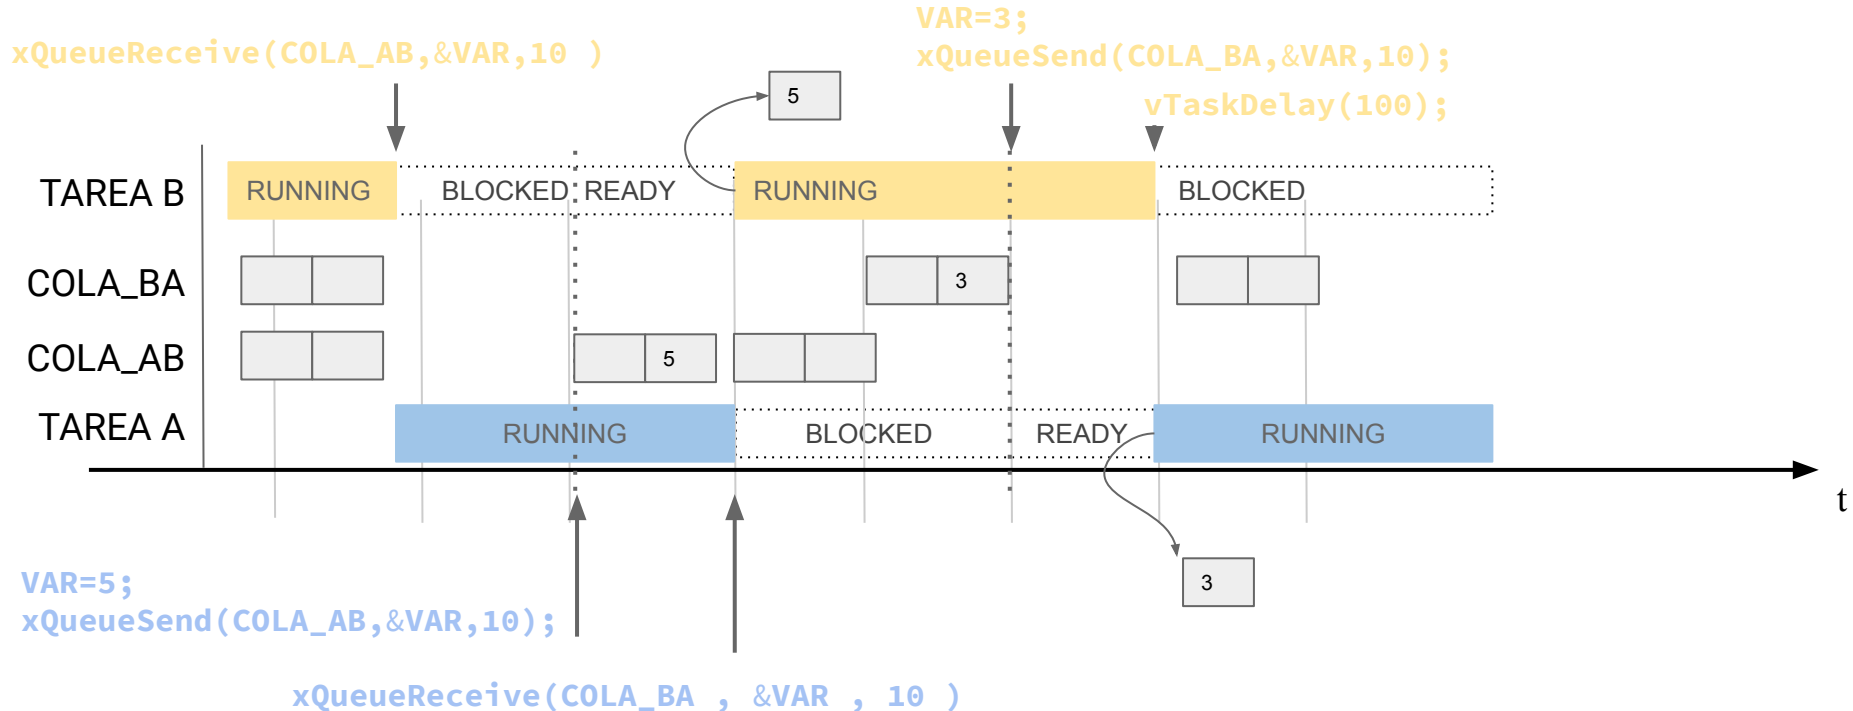 VAR=3;
xQueueReceive(COLA_AB,&VAR,10 )
xQueueSend(COLA_BA,&VAR,10);
5
vTaskDelay(100);
TAREA B
RUNNING
BLOCKED
READY
RUNNING
BLOCKED
COLA_BA
3
COLA_AB
5
TAREA A
RUNNING
BLOCKED
READY
RUNNING
t
VAR=5;
3
xQueueSend(COLA_AB,&VAR,10);
xQueueReceive(COLA_BA , &VAR , 10 )